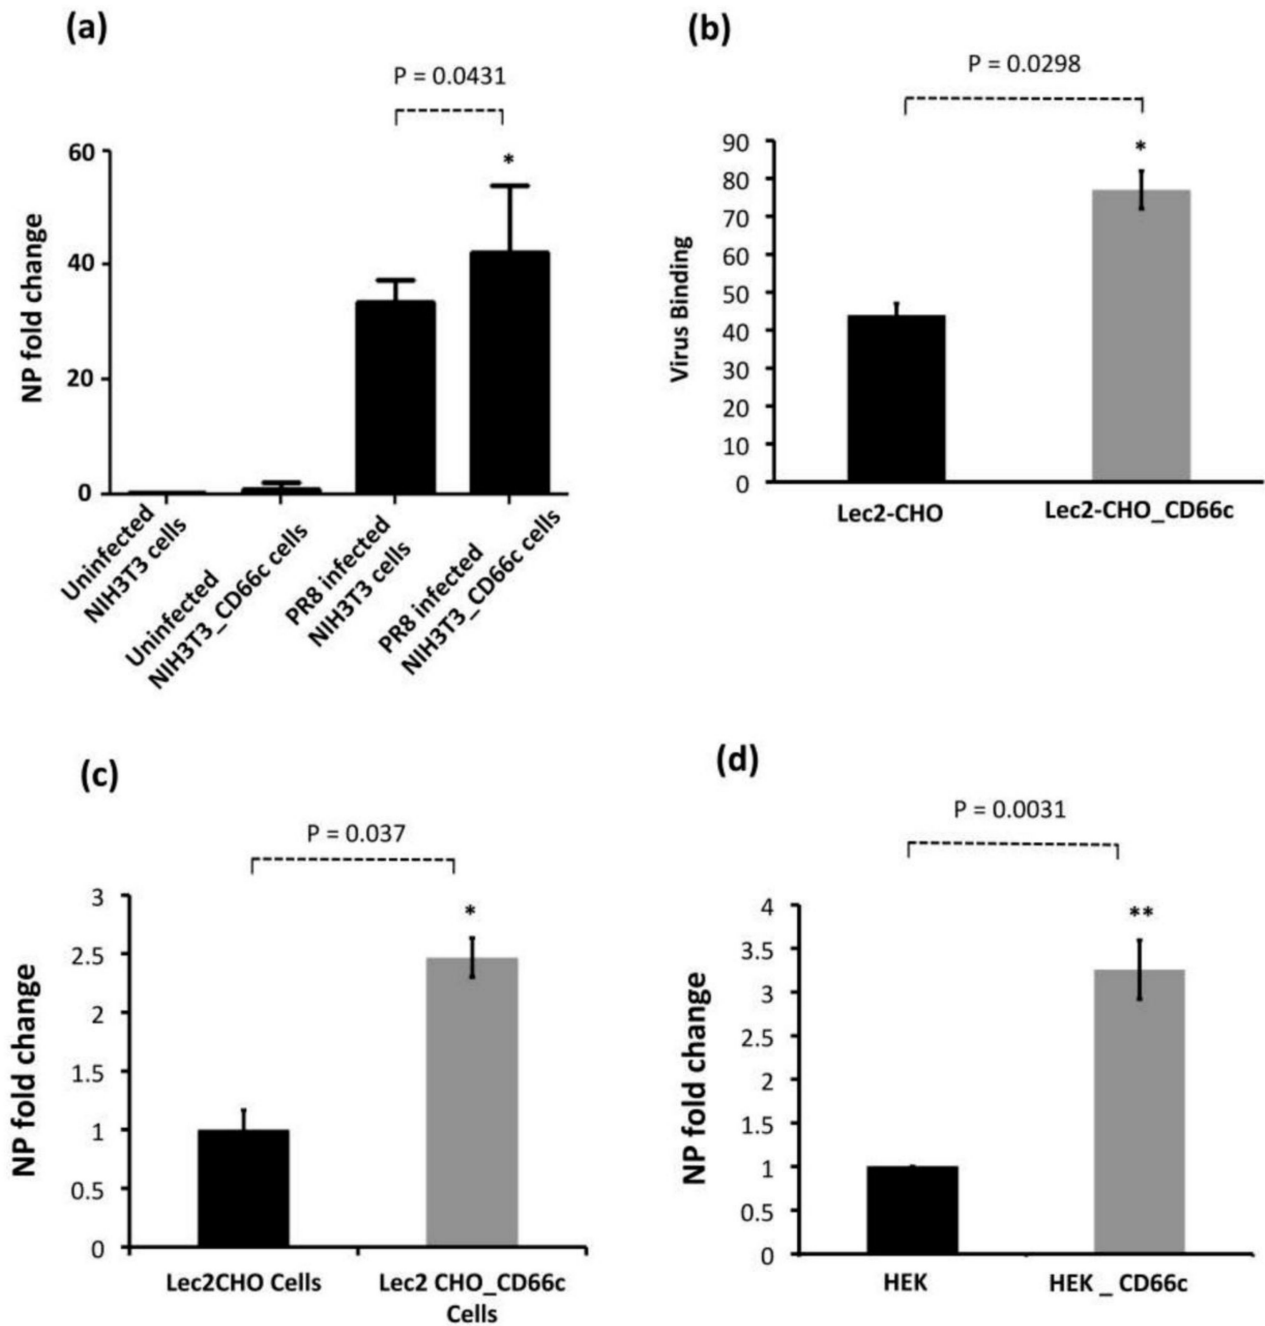 (a)
P = 0.0431
*
60
40
20
0
NP fold change
Uninfected
NIH3T3 cells
Uninfected
NIH3T3_CD66c cells
PR8 infected
NIH3T3 cells
PR8 infected
NIH3T3_CD66c cells
(b)
P = 0.0298
*
90
80
70
60
50
40
30
20
10
0
Virus Binding
Lec2-CHO
Lec2-CHO_CD66c
(c)
P = 0.037
*
3
2.5
2
1.5
1
0.5
0
NP fold change
Lec2CHO Cells
Lec2 CHO_CD66c
Cells
(d)
P = 0.0031
**
4
3.5
3
2.5
2
1.5
1
0.5
0
NP fold change
HEK
HEK _ CD66c